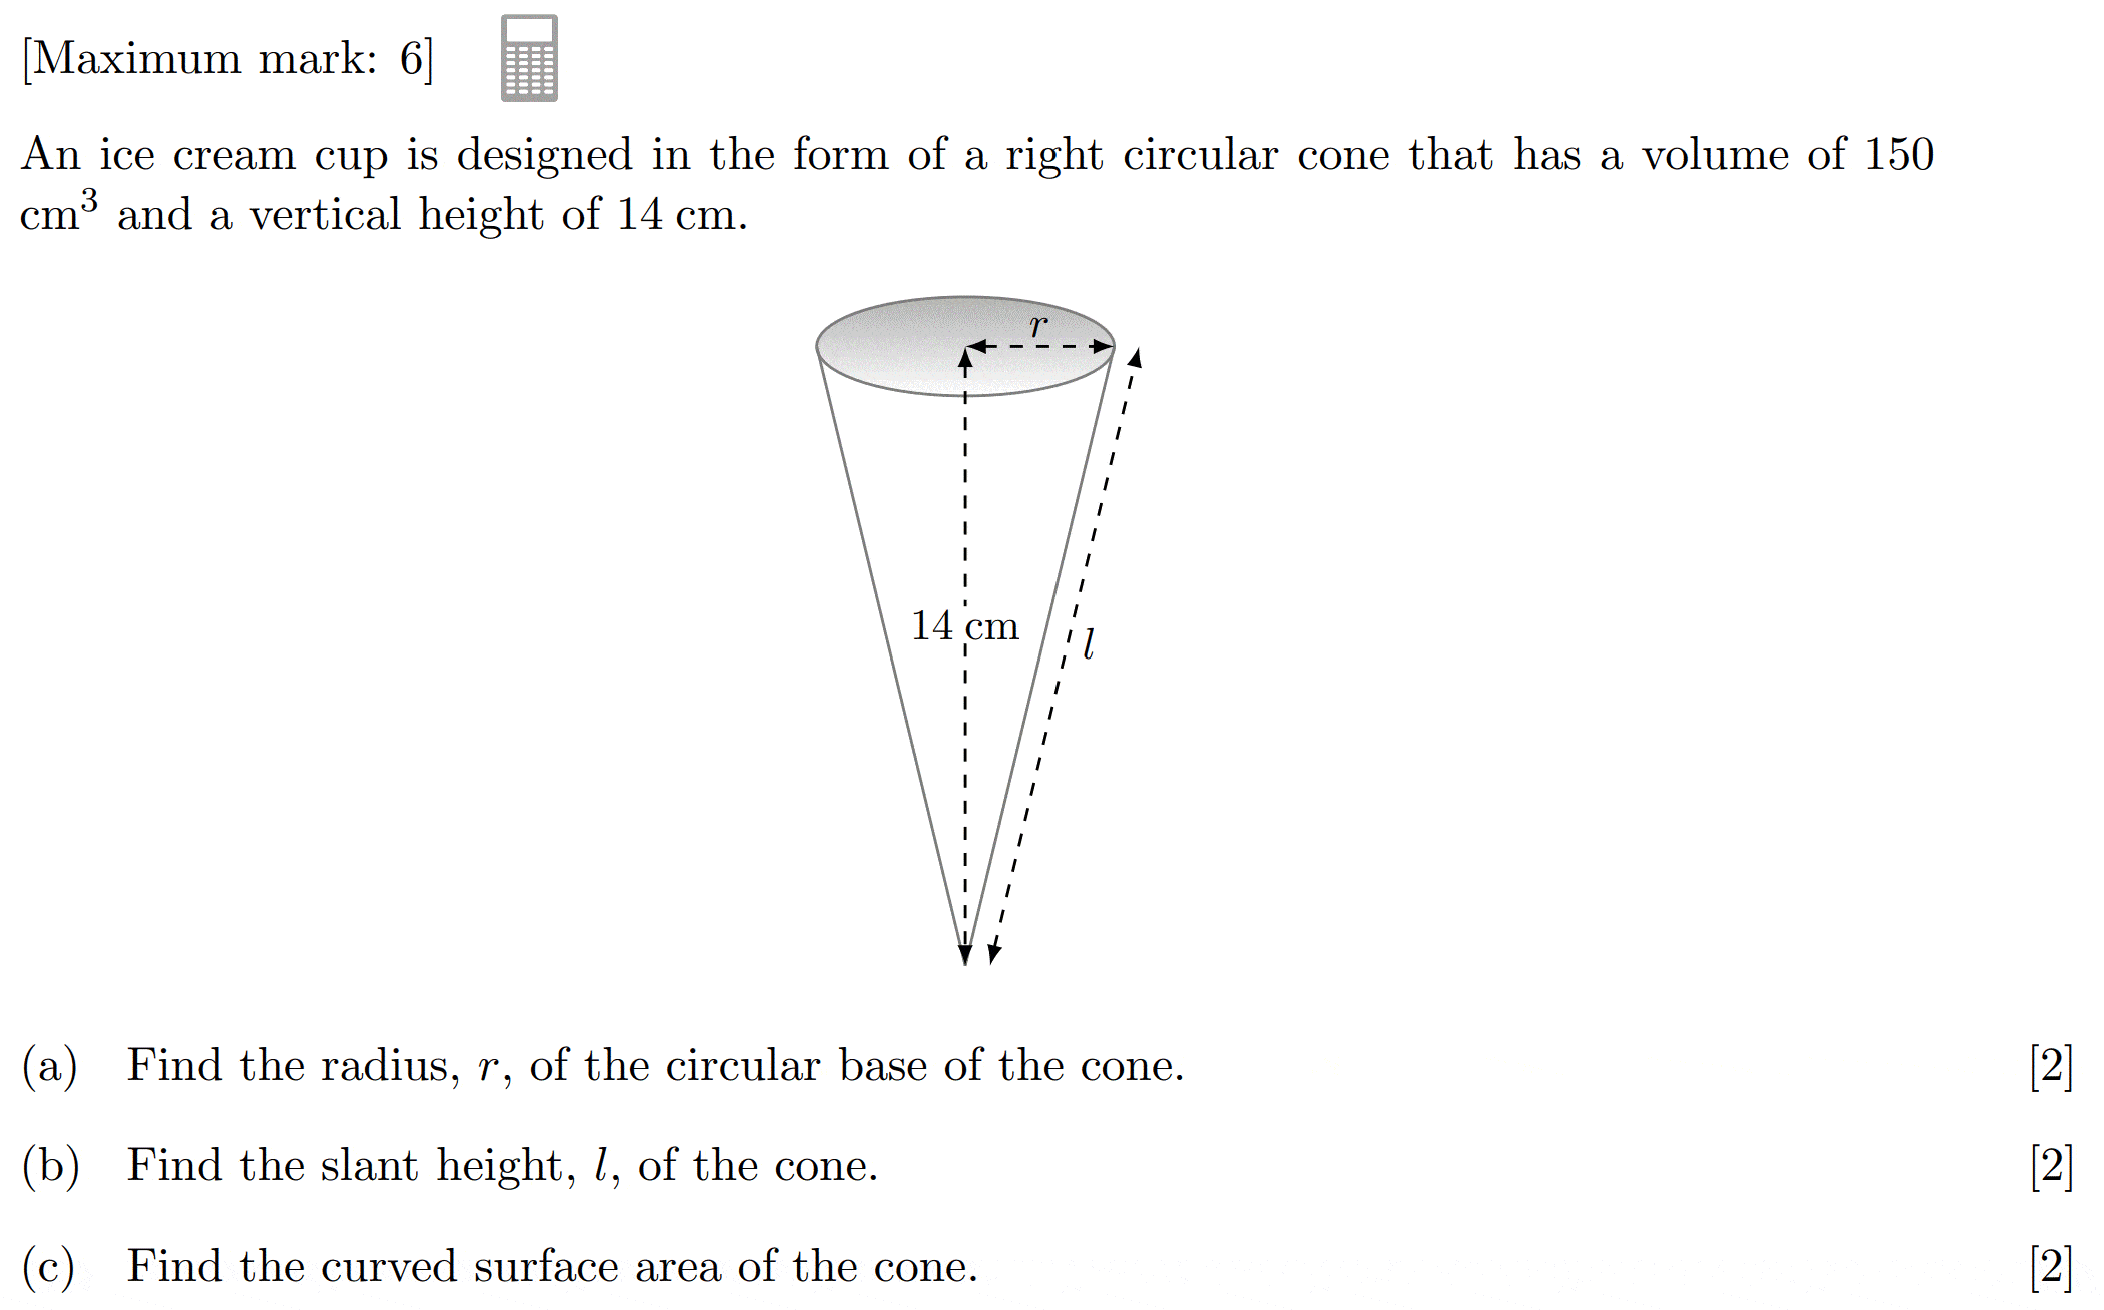 [Maximum mark: 6]
An ice cream cup is designed in the form of a right circular cone that has a volume of 150
cm³ and a vertical height of 14 cm.
r
14 cm
l
(a) Find the radius, r, of the circular base of the cone. [2]
(b) Find the slant height, l, of the cone. [2]
(c) Find the curved surface area of the cone. [2]